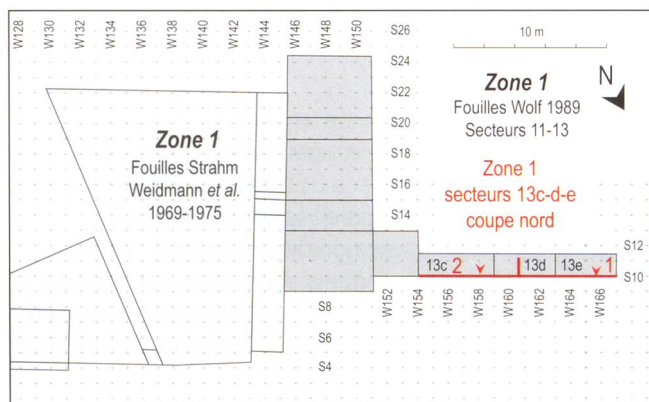 W128
W130
W132
W134
W136
W138
W140
W142
W144
W146
W148
W150
S26
S24
S22
S20
S18
S16
S14
10 m
Zone 1
Fouilles Wolf 1989
Secteurs 11-13
N
Zone 1
Fouilles Strahm
Weidmann et al.
1969-1975
Zone 1
secteurs 13c-d-e
coupe nord
13c 2
13d
13e 1
S12
S10
W152
W154
W156
W158
W160
W162
W164
W166
S8
S6
S4